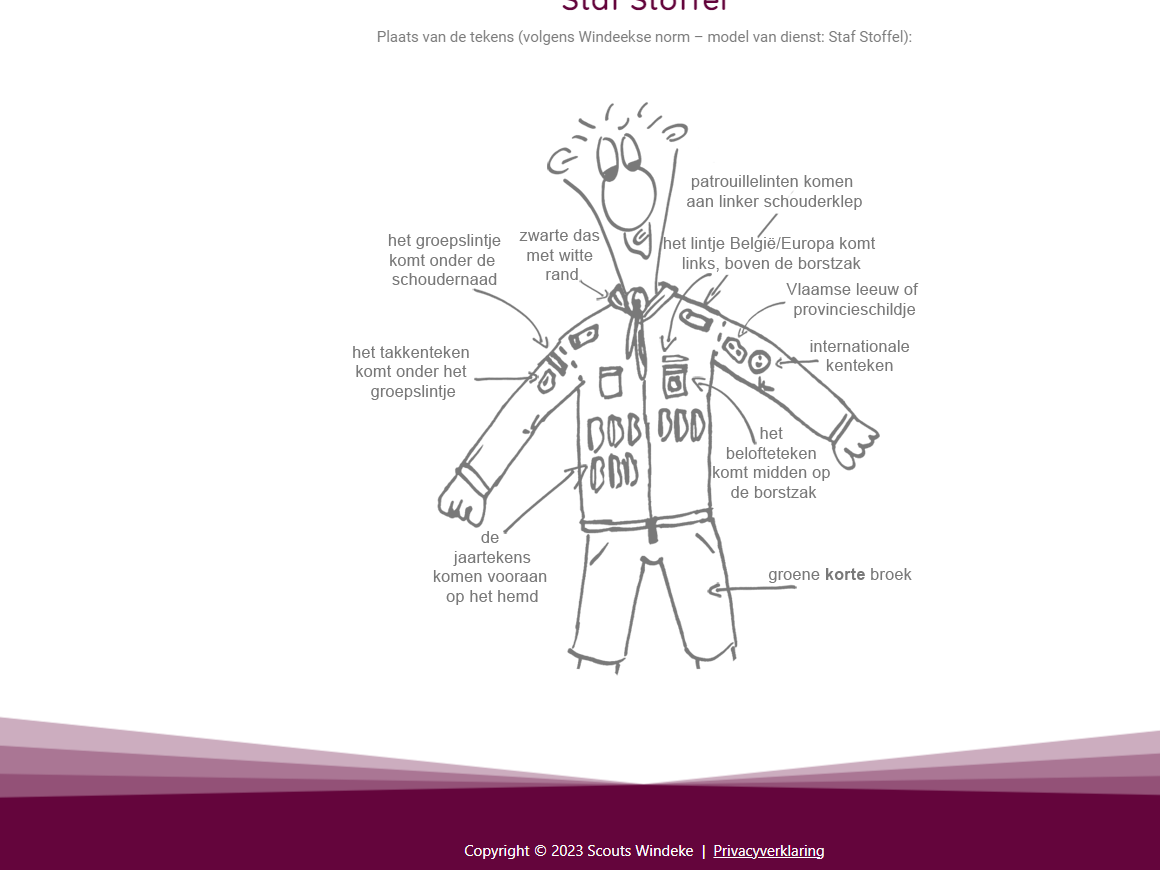 Staf Stoffel
Plaats van de tekens (volgens Windeekse norm – model van dienst: Staf Stoffel):
patrouillelinten komen
aan linker schouderklep
het groepslintje
komt onder de
schoudernaad
zwarte das
met witte
rand
het lintje België/Europa komt
links, boven de borstzak
Vlaamse leeuw of
provincieschildje
internationale
kenteken
het takkenteken
komt onder het
groepslintje
het
belofteteken
komt midden op
de borstzak
de
jaartekens
komen vooraan
op het hemd
groene korte broek
Copyright © 2023 Scouts Windeke | Privacyverklaring